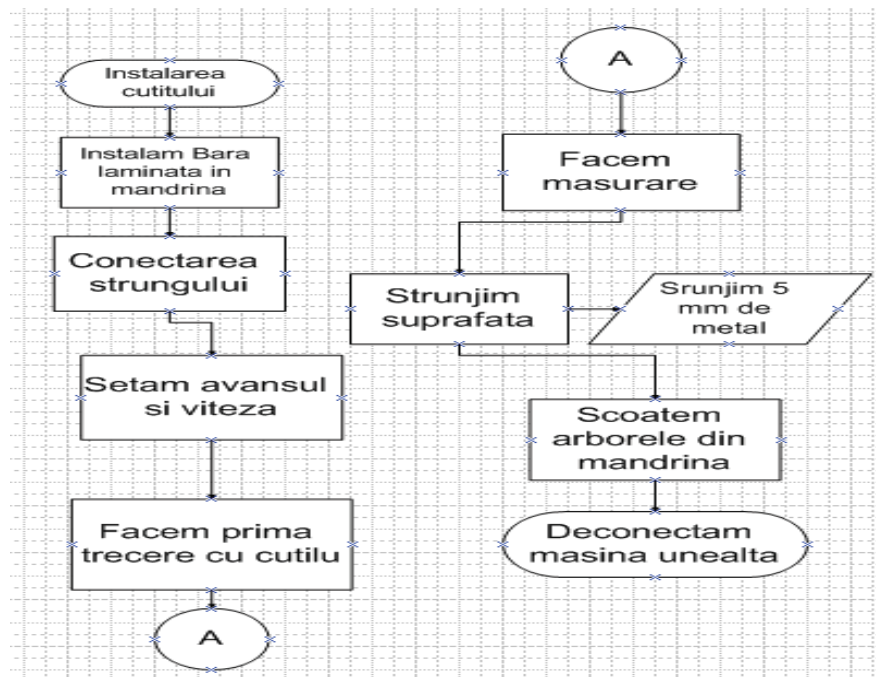 Instalarea
cutitului
Instalam Bara
laminata in
mandrina
Conectarea
strungului
Setam avansul
si viteza
Facem prima
trecere cu cutilu
A
A
Facem
masurare
Strunjim
suprafata
Srunjim 5
mm de
metal
Scoatem
arborele din
mandrina
Deconectam
masina unealta